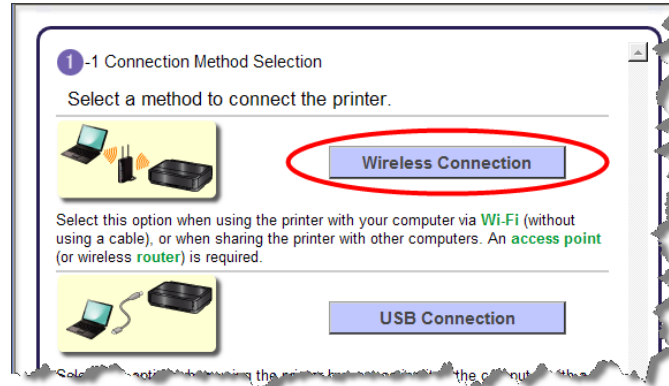 1-1 Connection Method Selection
Select a method to connect the printer.
Wireless Connection
Select this option when using the printer with your computer via Wi-Fi (without
using a cable), or when sharing the printer with other computers. An access point
(or wireless router) is required.
USB Connection